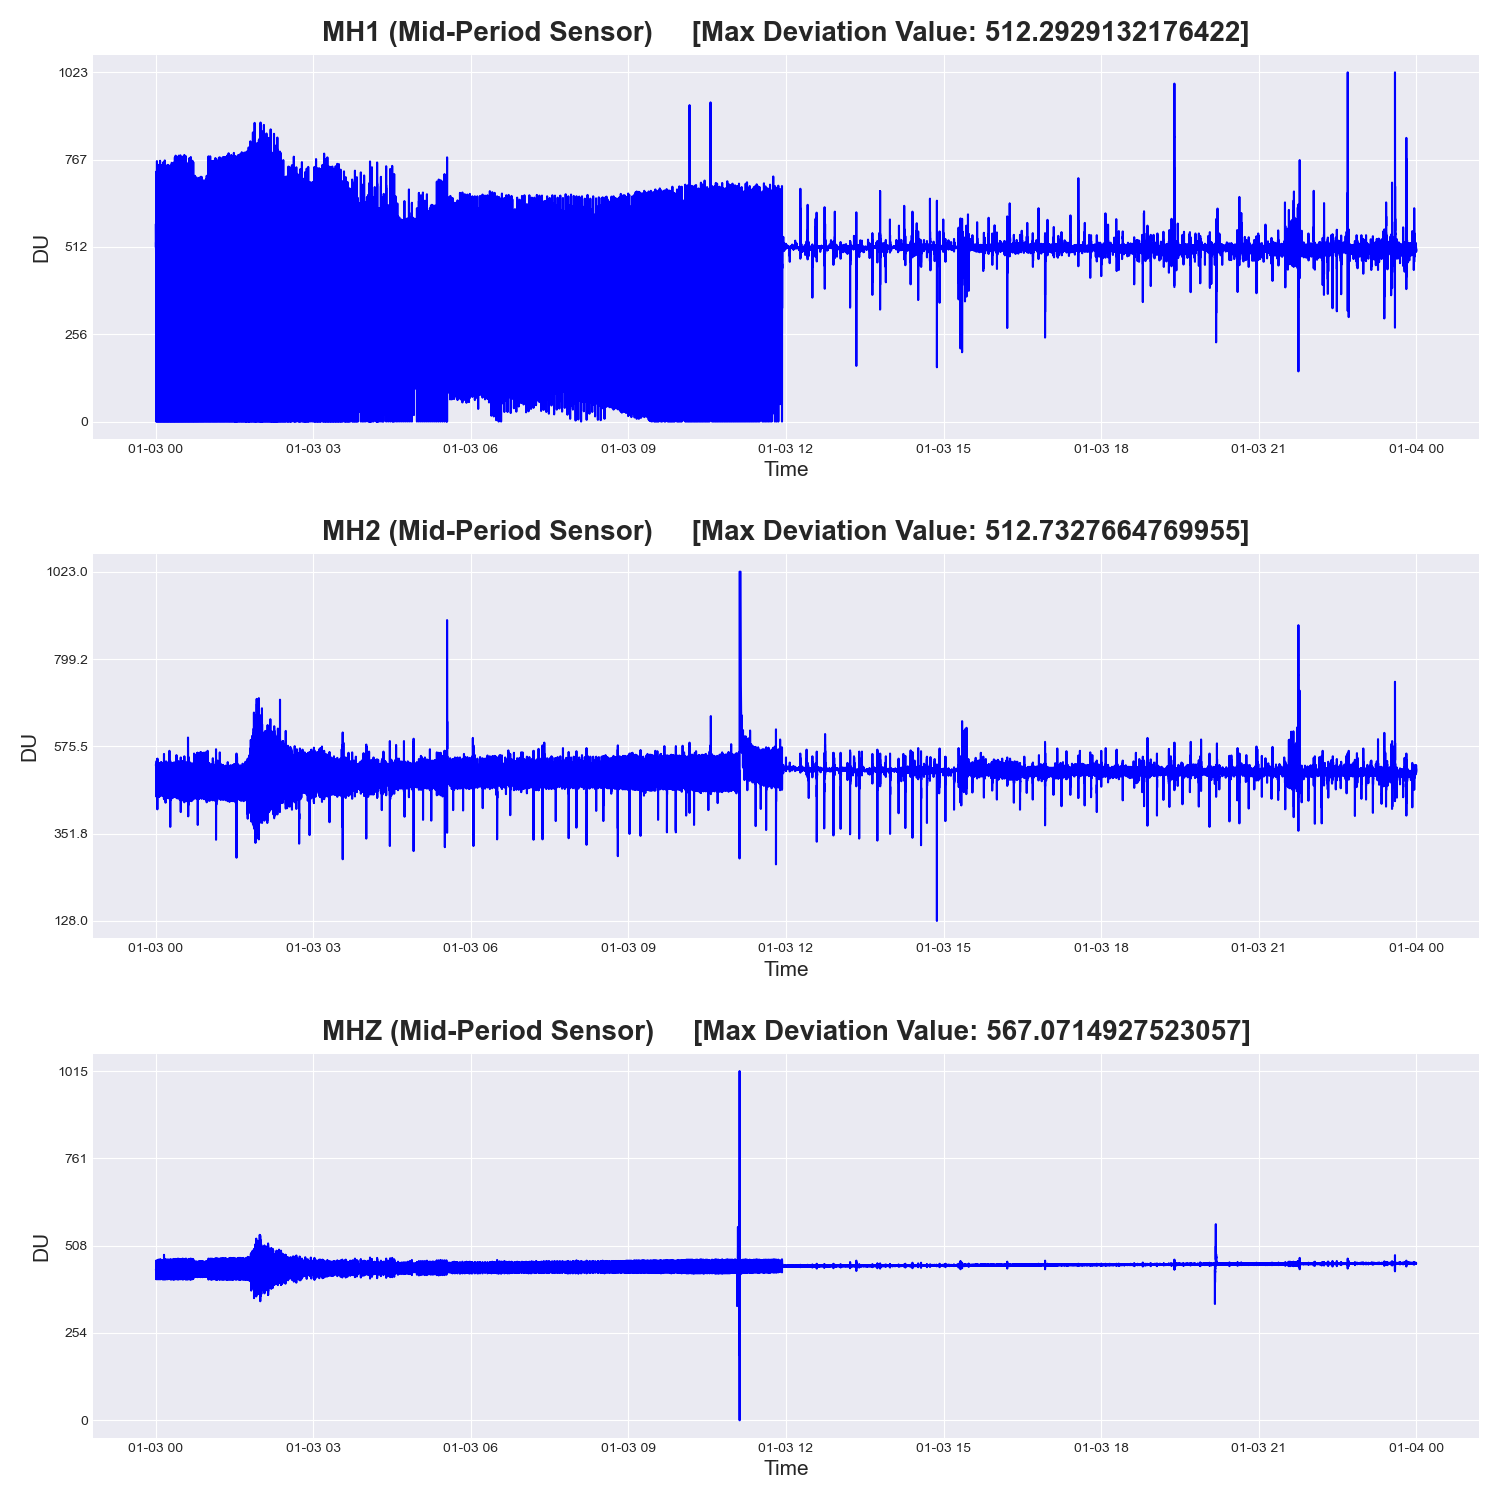 MH1 (Mid-Period Sensor) [Max Deviation Value: 512.2929132176422]
1023
767
512
256
0
DU
01-03 00 01-03 03 01-03 06 01-03 09 01-03 12 01-03 15 01-03 18 01-03 21 01-04 00
Time
MH2 (Mid-Period Sensor) [Max Deviation Value: 512.7327664769955]
1023.0
799.2
575.5
351.8
128.0
DU
01-03 00 01-03 03 01-03 06 01-03 09 01-03 12 01-03 15 01-03 18 01-03 21 01-04 00
Time
MHZ (Mid-Period Sensor) [Max Deviation Value: 567.0714927523057]
1015
761
508
254
0
DU
01-03 00 01-03 03 01-03 06 01-03 09 01-03 12 01-03 15 01-03 18 01-03 21 01-04 00
Time